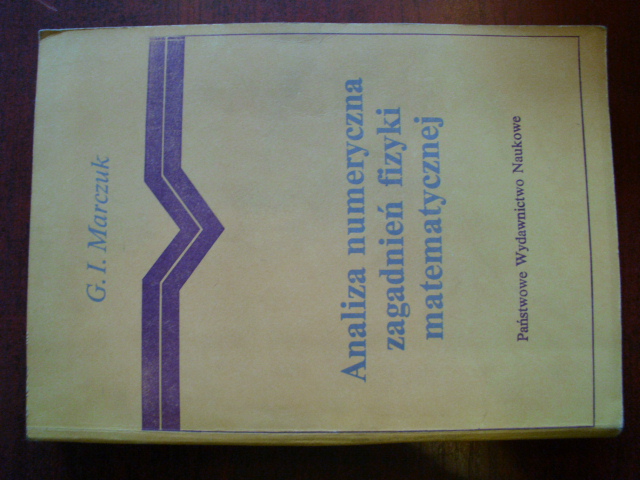 G. I. Marczuk
Analiza numeryczna
zagadnień fizyki
matematycznej
Państwowe Wydawnictwo Naukowe